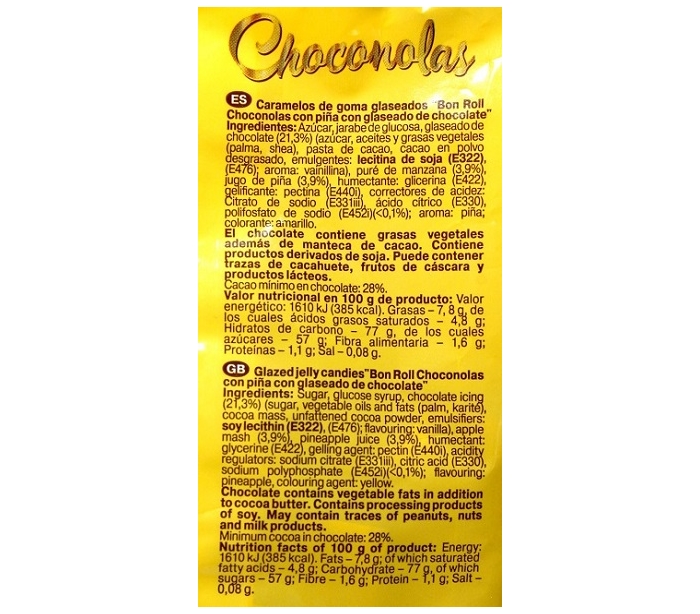 Choconolas
ES Caramelos de goma glaseados "Bon Roll
Choconolas con piña con glaseado de chocolate"
Ingredientes: Azúcar, jarabe de glucosa, glaseado de
chocolate (21,3%) (azúcar, aceites y grasas vegetales
(palma, shea), pasta de cacao, cacao en polvo
desgrasado, emulgentes: lecitina de soja (E322),
(E476); aroma: vainillina), puré de manzana (3,9%),
jugo de piña (3,9%), humectante: glicerina (E422),
gelificante: pectina (E440i), correctores de acidez:
Citrato de sodio (E331iii), ácido cítrico (E330),
polifosfato de sodio (E452i)(<0,1%); aroma: piña;
colorante: amarillo.
El chocolate contiene grasas vegetales
además de manteca de cacao. Contiene
productos derivados de soja. Puede contener
trazas de cacahuete, frutos de cáscara y
productos lácteos.
Cacao mínimo en chocolate: 28%.
Valor nutricional en 100 g de producto: Valor
energético: 1610 kJ (385 kcal). Grasas – 7, 8 g, de
los cuales ácidos grasos saturados – 4,8 g;
Hidratos de carbono – 77 g, de los cuales
azúcares – 57 g; Fibra alimentaria – 1,6 g;
Proteínas – 1,1 g; Sal – 0,08 g.
GB Glazed jelly candies "Bon Roll Choconolas
con piña con glaseado de chocolate"
Ingredients: Sugar, glucose syrup, chocolate icing
(21,3%) (sugar, vegetable oils and fats (palm, karité),
cocoa mass, unfattened cocoa powder, emulsifiers:
soy lecithin (E322), (E476); flavouring: vanilla), apple
mash (3,9%), pineapple juice (3,9%), humectant:
glycerine (E422), gelling agent: pectin (E440i), acidity
regulators: sodium citrate (E331iii), citric acid (E330),
sodium polyphosphate (E452i)(<0,1%); flavouring:
pineapple, colouring agent: yellow.
Chocolate contains vegetable fats in addition
to cocoa butter. Contains processing products
of soy. May contain traces of peanuts, nuts
and milk products.
Minimum cocoa in chocolate: 28%.
Nutrition facts of 100 g of product: Energy:
1610 kJ (385 kcal). Fats – 7,8 g; of which saturated
fatty acids – 4,8 g; Carbohydrate – 77 g, of which
sugars – 57 g; Fibre – 1,6 g; Protein – 1,1 g; Salt –
0,08 g.